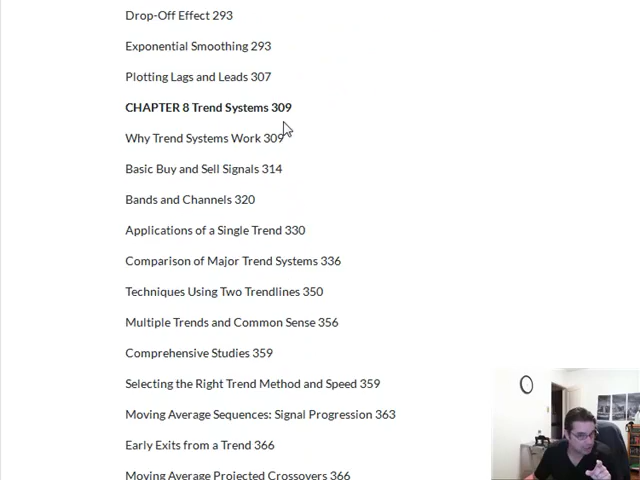 Drop-Off Effect 293
Exponential Smoothing 293
Plotting Lags and Leads 307
CHAPTER 8 Trend Systems 309
Why Trend Systems Work 309
Basic Buy and Sell Signals 314
Bands and Channels 320
Applications of a Single Trend 330
Comparison of Major Trend Systems 336
Techniques Using Two Trendlines 350
Multiple Trends and Common Sense 356
Comprehensive Studies 359
Selecting the Right Trend Method and Speed 359
Moving Average Sequences: Signal Progression 363
Early Exits from a Trend 366
Moving Average Projected Crossovers 366